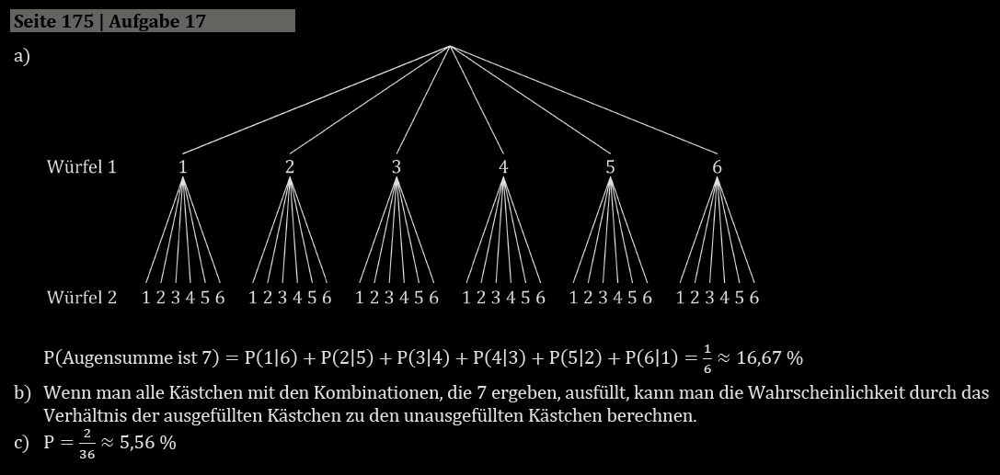 Seite 175 | Aufgabe 17
a)
Würfel 1 1 2 3 4 5 6
Würfel 2 1 2 3 4 5 6 1 2 3 4 5 6 1 2 3 4 5 6 1 2 3 4 5 6 1 2 3 4 5 6 1 2 3 4 5 6
P(Augensumme ist 7) = P(1|6) + P(2|5) + P(3|4) + P(4|3) + P(5|2) + P(6|1) = 1/6 ≈ 16,67 %
b) Wenn man alle Kästchen mit den Kombinationen, die 7 ergeben, ausfüllt, kann man die Wahrscheinlichkeit durch das
Verhältnis der ausgefüllten Kästchen zu den unausgefüllten Kästchen berechnen.
c) P = 2/36 ≈ 5,56 %